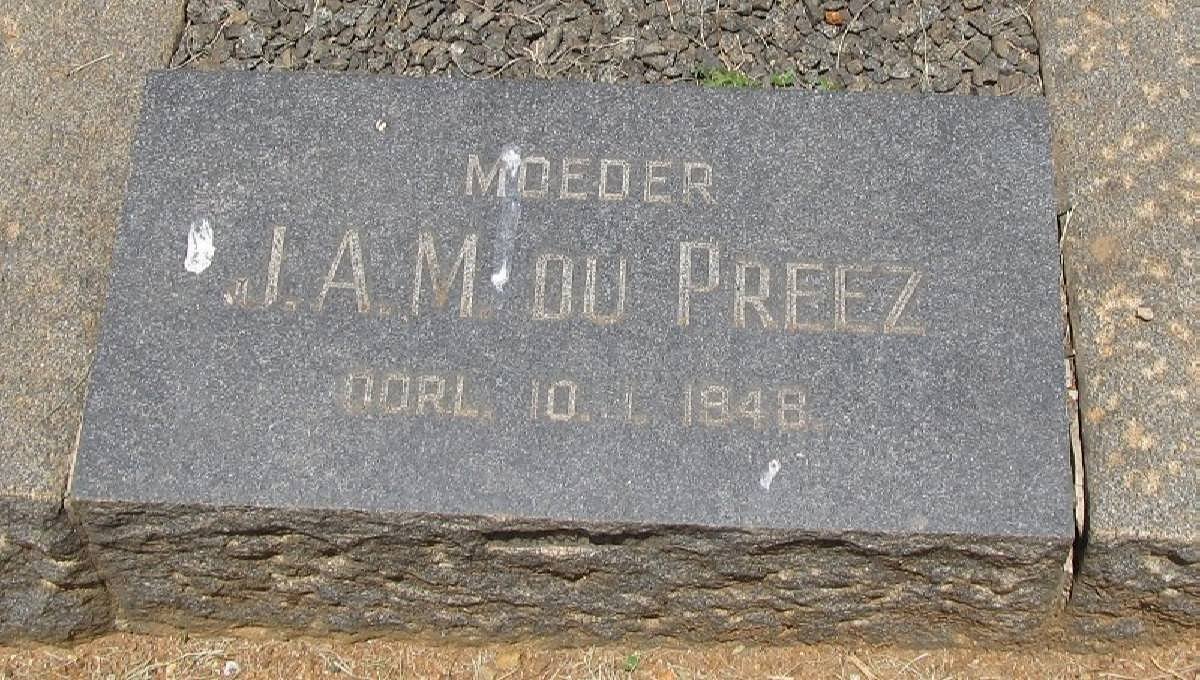 MOEDER
J.A.M. DU PREEZ
OORL. 10. 1. 1948.